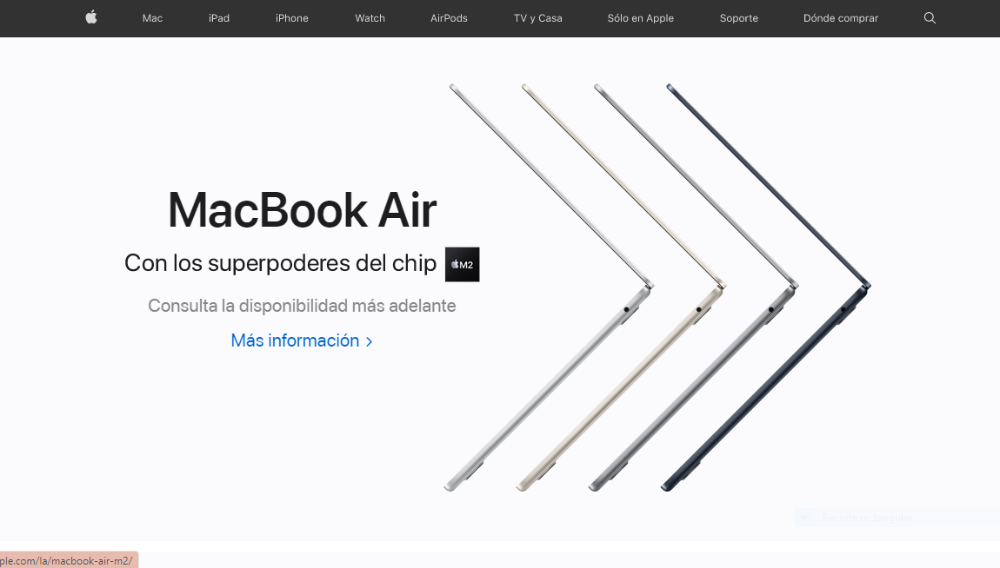 Mac iPad iPhone Watch AirPods TV y Casa Sólo en Apple Soporte Dónde comprar
MacBook Air
Con los superpoderes del chip M2
Consulta la disponibilidad más adelante
Más información >
Recorte rectangular
ple.com/la/macbook-air-m2/